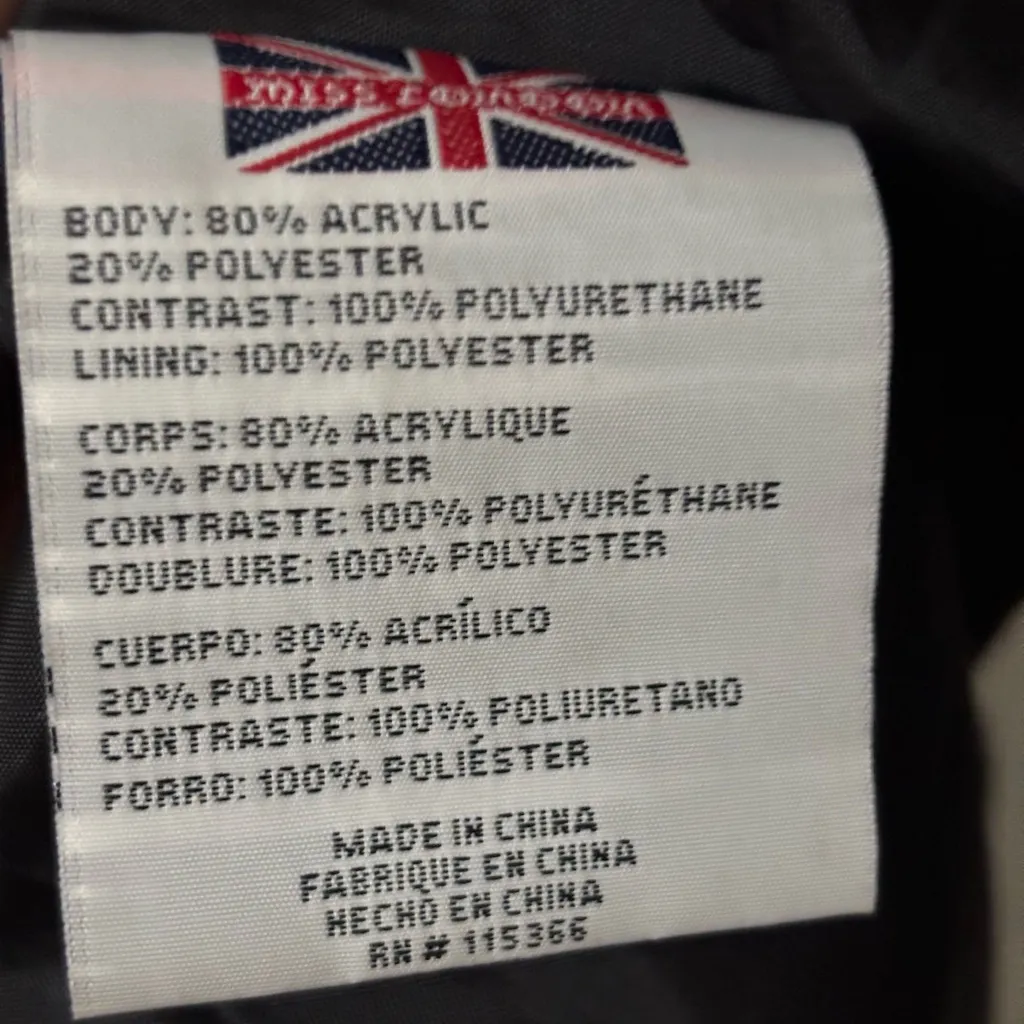 MISS LONDON
BODY: 80% ACRYLIC
20% POLYESTER
CONTRAST: 100% POLYURETHANE
LINING: 100% POLYESTER
CORPS: 80% ACRYLIQUE
20% POLYESTER
CONTRASTE: 100% POLYURÉTHANE
DOUBLURE: 100% POLYESTER
CUERPO: 80% ACRÍLICO
20% POLIÉSTER
CONTRASTE: 100% POLIURETANO
FORRO: 100% POLIÉSTER
MADE IN CHINA
FABRIQUE EN CHINA
HECHO EN CHINA
RN # 115366